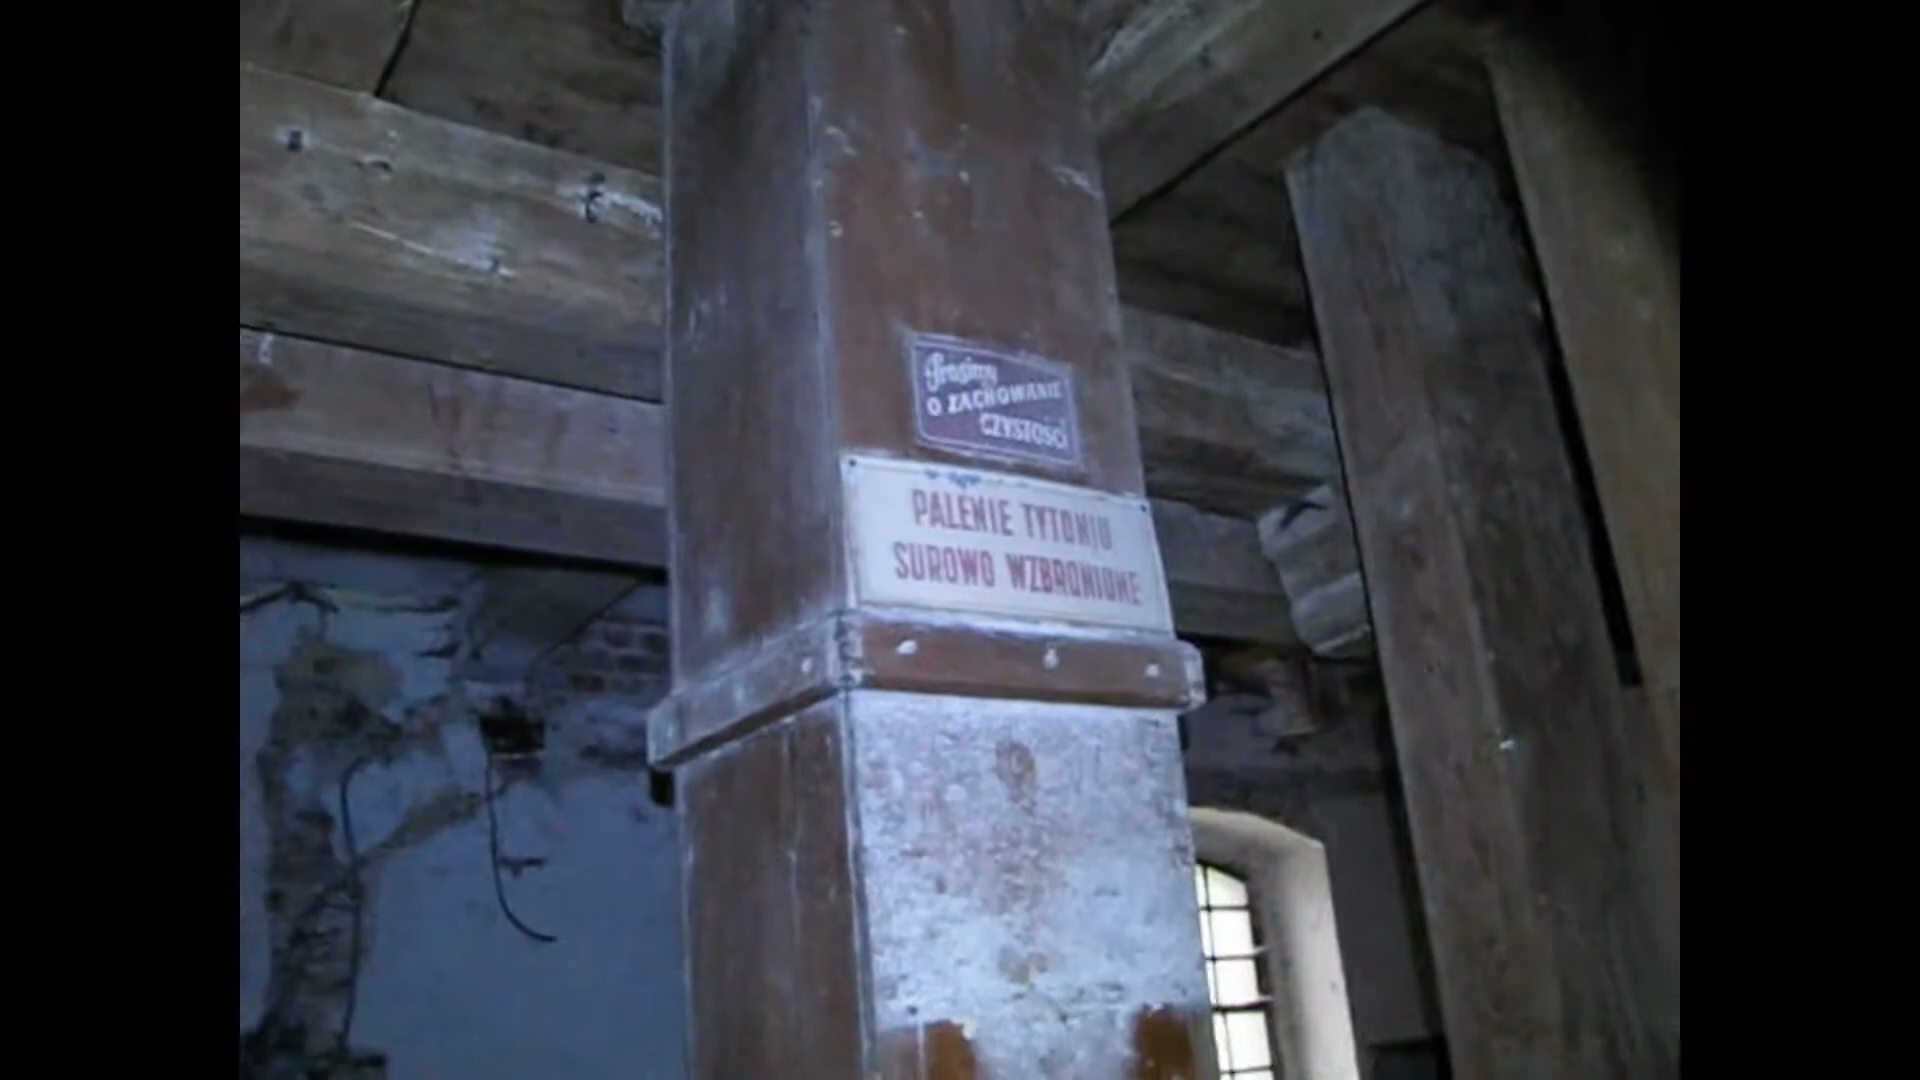 Prosimy
O ZACHOWANIE
CZYSTOŚCI
PALENIE TYTONIU
SUROWO WZBRONIONE